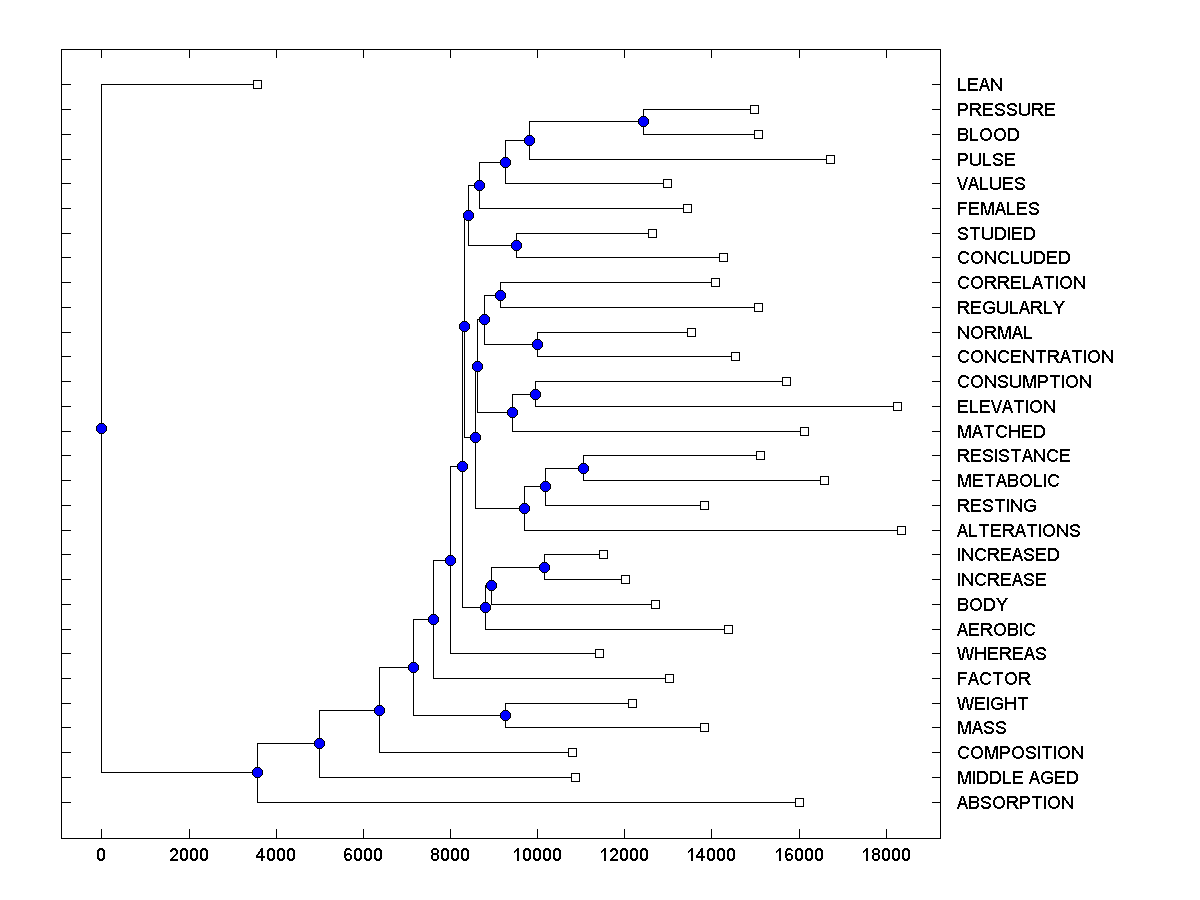 LEAN
PRESSURE
BLOOD
PULSE
VALUES
FEMALES
STUDIED
CONCLUDED
CORRELATION
REGULARLY
NORMAL
CONCENTRATION
CONSUMPTION
ELEVATION
MATCHED
RESISTANCE
METABOLIC
RESTING
ALTERATIONS
INCREASED
INCREASE
BODY
AEROBIC
WHEREAS
FACTOR
WEIGHT
MASS
COMPOSITION
MIDDLE AGED
ABSORPTION
0 2000 4000 6000 8000 10000 12000 14000 16000 18000